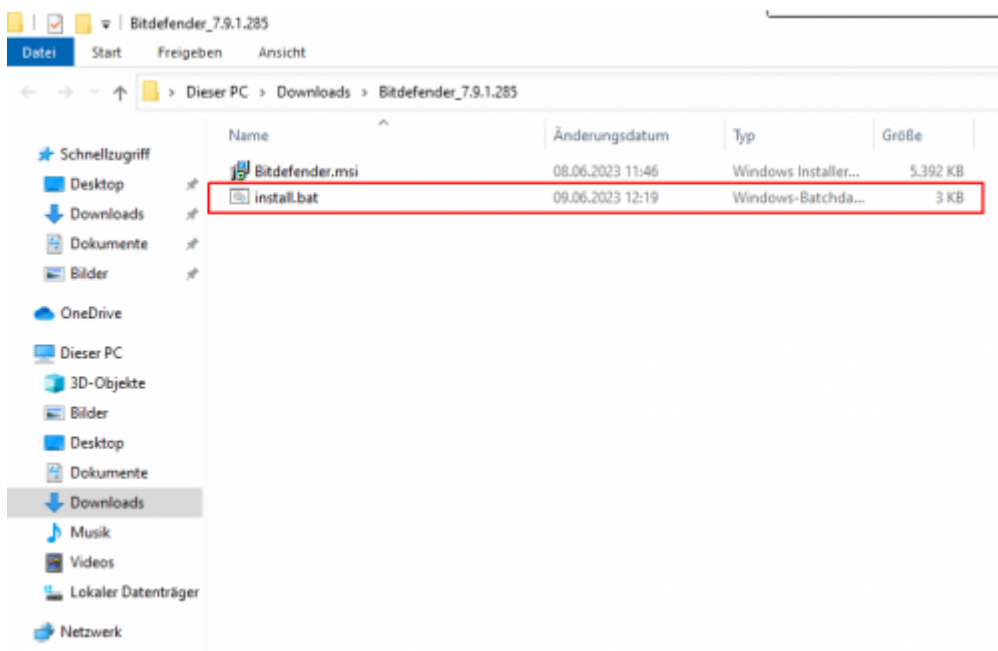 Bitdefender_7.9.1.285
Datei Start Freigeben Ansicht
Dieser PC > Downloads > Bitdefender_7.9.1.285
Name Änderungsdatum Typ Größe
Bitdefender.msi 08.06.2023 11:46 Windows Installer... 5.392 KB
install.bat 09.06.2023 12:19 Windows-Batchda... 3 KB
Schnellzugriff
Desktop
Downloads
Dokumente
Bilder
OneDrive
Dieser PC
3D-Objekte
Bilder
Desktop
Dokumente
Downloads
Musik
Videos
Lokaler Datenträger
Netzwerk